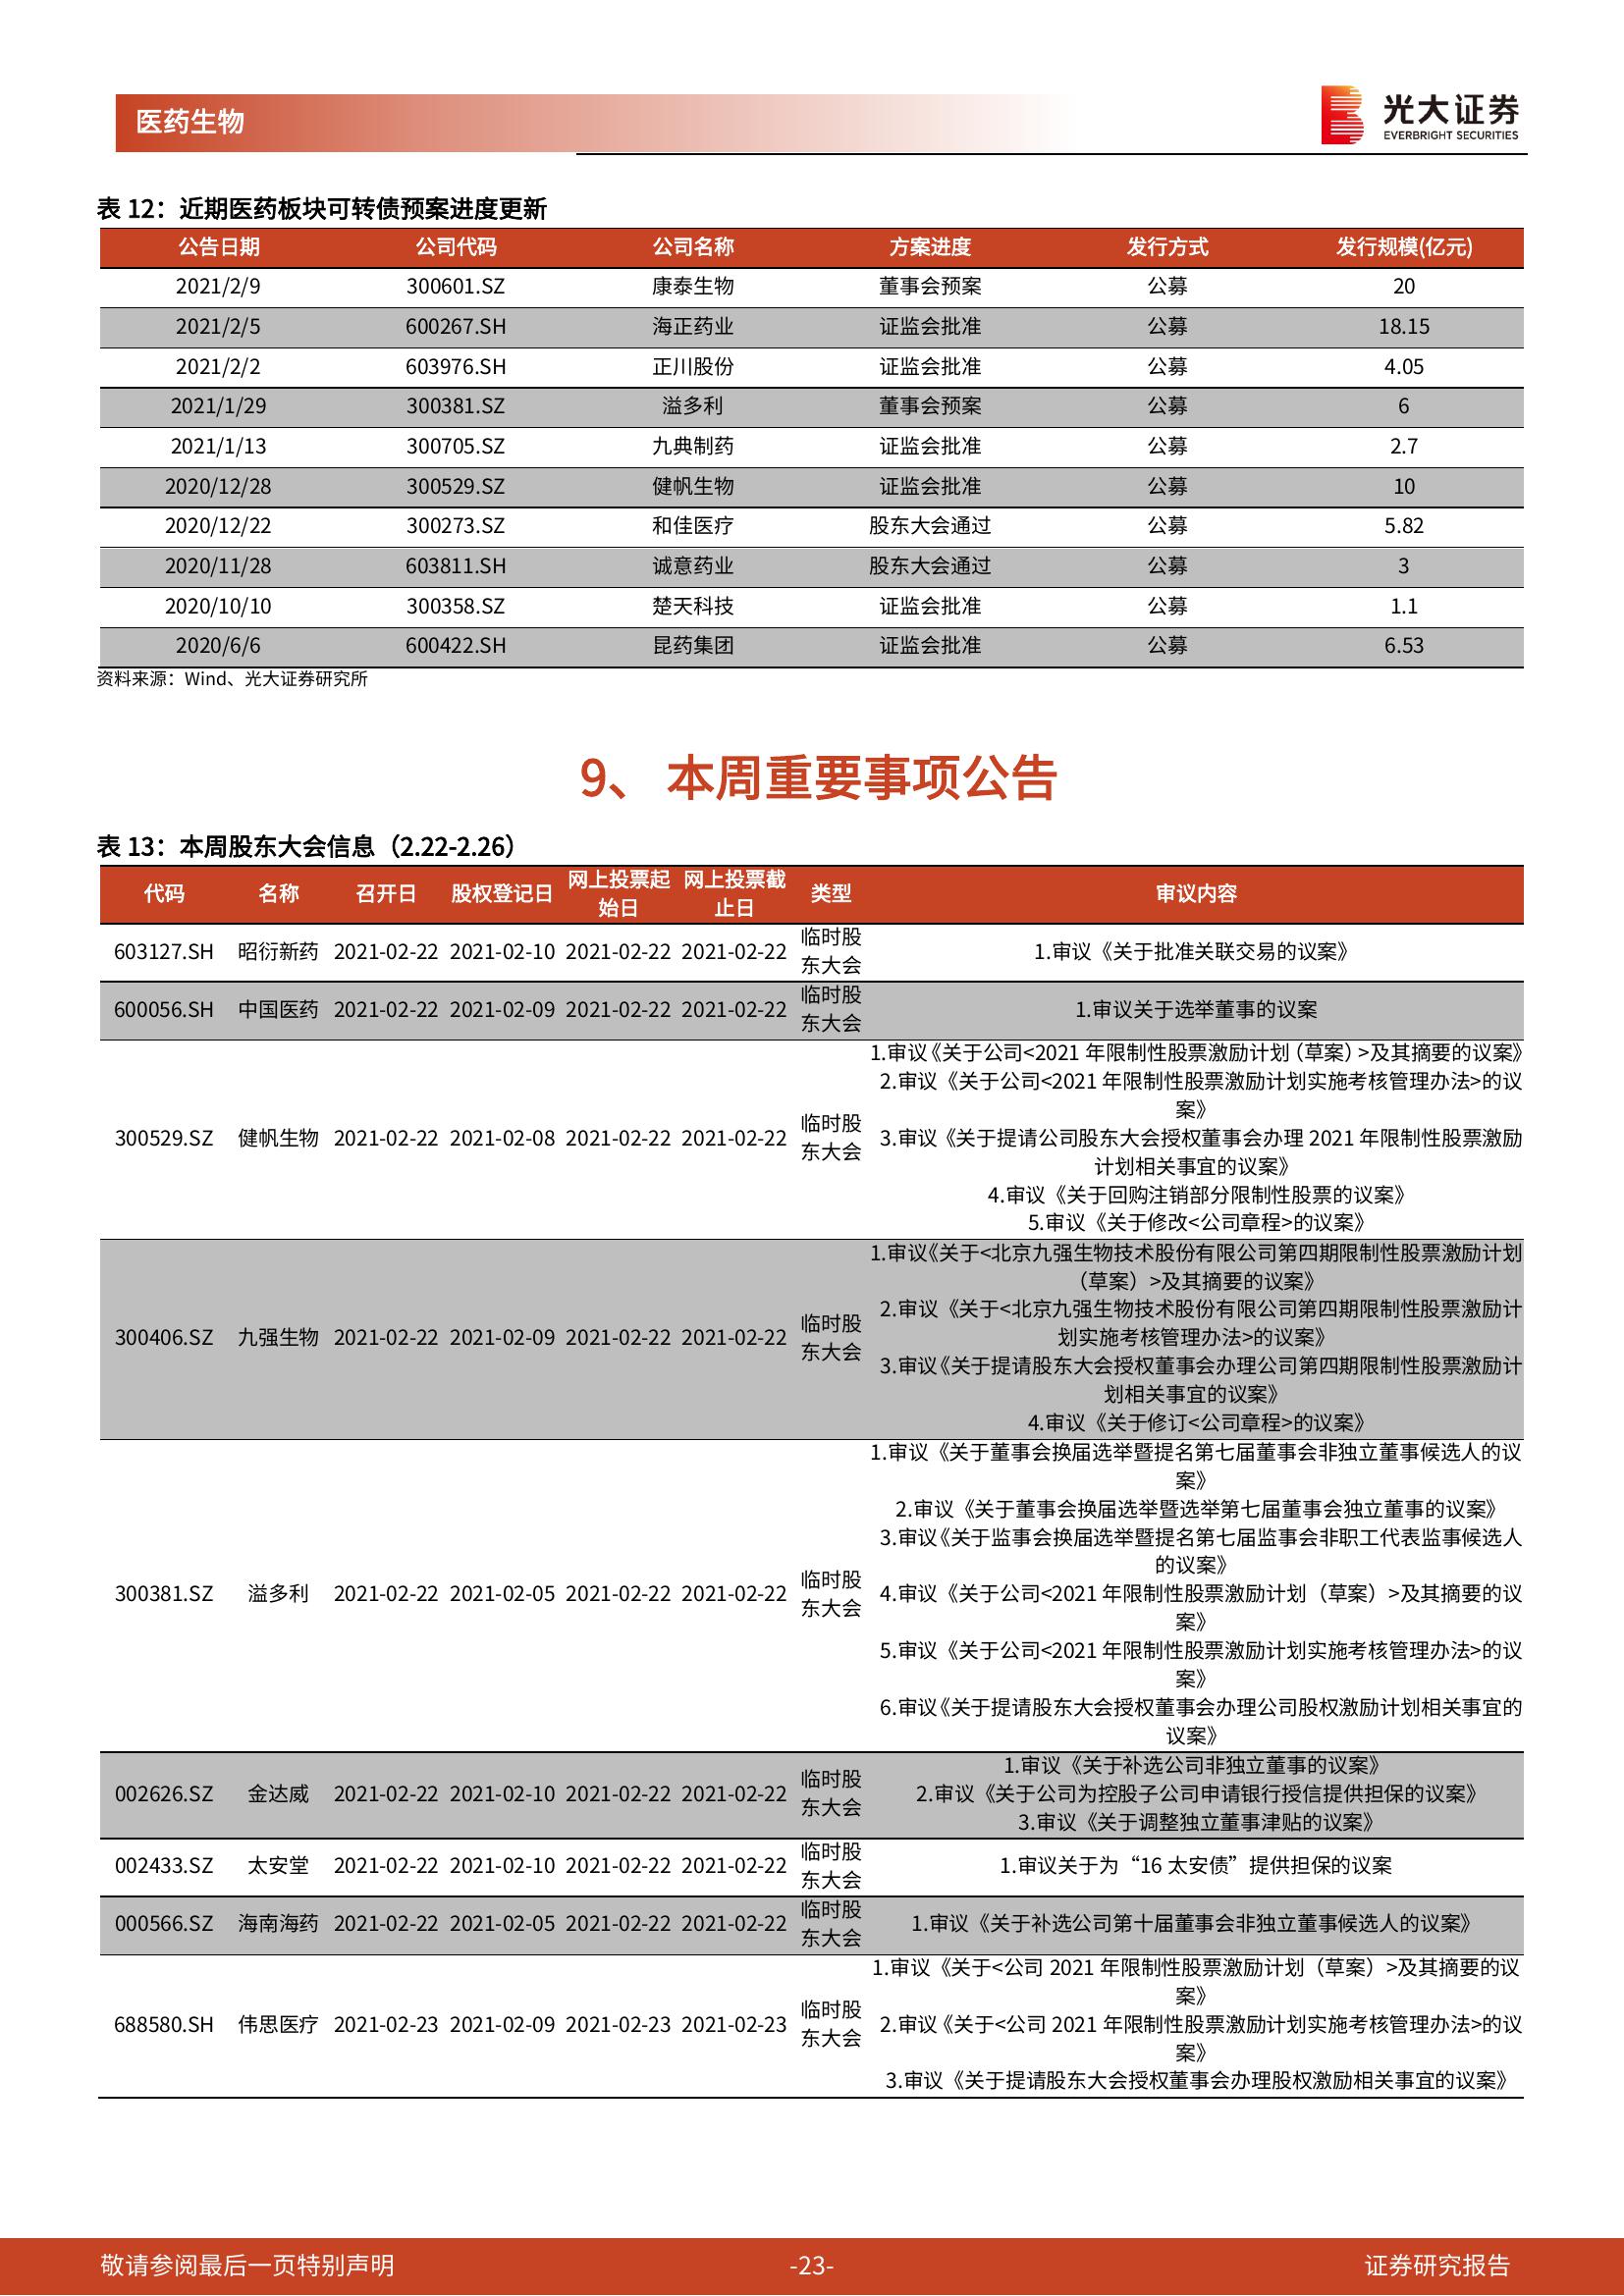 医药生物
光大证券
EVERBRIGHT SECURITIES
表 12：近期医药板块可转债预案进度更新
公告日期 公司代码 公司名称 方案进度 发行方式 发行规模(亿元)
2021/2/9 300601.SZ 康泰生物 董事会预案 公募 20
2021/2/5 600267.SH 海正药业 证监会批准 公募 18.15
2021/2/2 603976.SH 正川股份 证监会批准 公募 4.05
2021/1/29 300381.SZ 溢多利 董事会预案 公募 6
2021/1/13 300705.SZ 九典制药 证监会批准 公募 2.7
2020/12/28 300529.SZ 健帆生物 证监会批准 公募 10
2020/12/22 300273.SZ 和佳医疗 股东大会通过 公募 5.82
2020/11/28 603811.SH 诚意药业 股东大会通过 公募 3
2020/10/10 300358.SZ 楚天科技 证监会批准 公募 1.1
2020/6/6 600422.SH 昆药集团 证监会批准 公募 6.53
资料来源：Wind、光大证券研究所
9、 本周重要事项公告
表 13：本周股东大会信息（2.22-2.26）
代码 名称 召开日 股权登记日 网上投票起始日 网上投票截止日 类型 审议内容
603127.SH 昭衍新药 2021-02-22 2021-02-10 2021-02-22 2021-02-22 临时股东大会 1.审议《关于批准关联交易的议案》
600056.SH 中国医药 2021-02-22 2021-02-09 2021-02-22 2021-02-22 临时股东大会 1.审议关于选举董事的议案
300529.SZ 健帆生物 2021-02-22 2021-02-08 2021-02-22 2021-02-22 临时股东大会
1.审议《关于公司<2021 年限制性股票激励计划（草案）>及其摘要的议案》
2.审议《关于公司<2021 年限制性股票激励计划实施考核管理办法>的议
案》
3.审议《关于提请公司股东大会授权董事会办理 2021 年限制性股票激励
计划相关事宜的议案》
4.审议《关于回购注销部分限制性股票的议案》
5.审议《关于修改<公司章程>的议案》
300406.SZ 九强生物 2021-02-22 2021-02-09 2021-02-22 2021-02-22 临时股东大会
1.审议《关于<北京九强生物技术股份有限公司第四期限制性股票激励计划
（草案）>及其摘要的议案》
2.审议《关于<北京九强生物技术股份有限公司第四期限制性股票激励计
划实施考核管理办法>的议案》
3.审议《关于提请股东大会授权董事会办理公司第四期限制性股票激励计
划相关事宜的议案》
4.审议《关于修订<公司章程>的议案》
300381.SZ 溢多利 2021-02-22 2021-02-05 2021-02-22 2021-02-22 临时股东大会
1.审议《关于董事会换届选举暨提名第七届董事会非独立董事候选人的议
案》
2.审议《关于董事会换届选举暨选举第七届董事会独立董事的议案》
3.审议《关于监事会换届选举暨提名第七届监事会非职工代表监事候选人
的议案》
4.审议《关于公司<2021 年限制性股票激励计划（草案）>及其摘要的议
案》
5.审议《关于公司<2021 年限制性股票激励计划实施考核管理办法>的议
案》
6.审议《关于提请股东大会授权董事会办理公司股权激励计划相关事宜的
议案》
002626.SZ 金达威 2021-02-22 2021-02-10 2021-02-22 2021-02-22 临时股东大会
1.审议《关于补选公司非独立董事的议案》
2.审议《关于公司为控股子公司申请银行授信提供担保的议案》
3.审议《关于调整独立董事津贴的议案》
002433.SZ 太安堂 2021-02-22 2021-02-10 2021-02-22 2021-02-22 临时股东大会 1.审议关于为“16 太安债”提供担保的议案
000566.SZ 海南海药 2021-02-22 2021-02-05 2021-02-22 2021-02-22 临时股东大会 1.审议《关于补选公司第十届董事会非独立董事候选人的议案》
688580.SH 伟思医疗 2021-02-23 2021-02-09 2021-02-23 2021-02-23 临时股东大会
1.审议《关于<公司 2021 年限制性股票激励计划（草案）>及其摘要的议
案》
2.审议《关于<公司 2021 年限制性股票激励计划实施考核管理办法>的议
案》
3.审议《关于提请股东大会授权董事会办理股权激励相关事宜的议案》
敬请参阅最后一页特别声明 -23- 证券研究报告